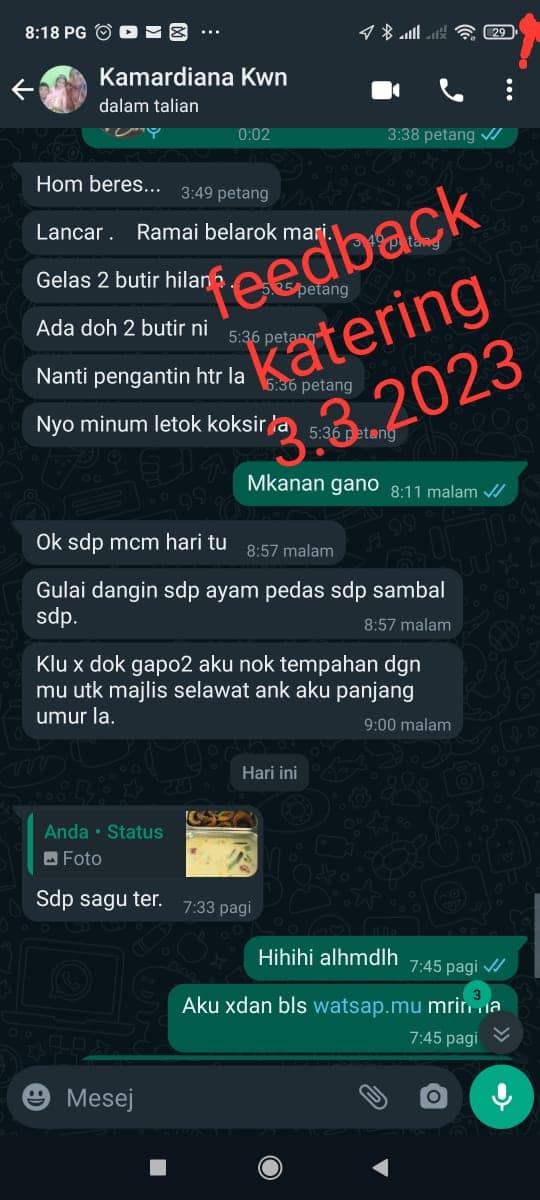 8:18 PG
29
Kamardiana Kwn
dalam talian
0:02 3:38 petang
Hom beres... 3:49 petang
Lancar . Ramai belarok mari. 3:49 petang
Gelas 2 butir hilang . 5:35 petang
Ada doh 2 butir ni 5:36 petang
Nanti pengantin htr la 5:36 petang
Nyo minum letok koksir la 5:36 petang
feedback
katering
3.3.2023
Mkanan gano 8:11 malam
Ok sdp mcm hari tu 8:57 malam
Gulai dangin sdp ayam pedas sdp sambal
sdp. 8:57 malam
Klu x dok gapo2 aku nok tempahan dgn
mu utk majlis selawat ank aku panjang
umur la. 9:00 malam
Hari ini
Anda • Status
Foto
Sdp sagu ter. 7:33 pagi
Hihihi alhmdlh 7:45 pagi
Aku xdan bls watsap.mu
7:45 pagi
3
Mesej